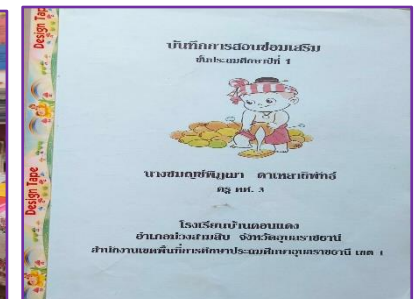 Design Tape
Design Tape
บันทึกการสอนซ่อมเสริม
ชั้นประถมศึกษาปีที่ 1
ครู คศ. 3
โรงเรียนบ้านดอนแดง
อำเภอม่วงสามสิบ จังหวัดอุบลราชธานี
สำนักงานเขตพื้นที่การศึกษาประถมศึกษาอุบลราชธานี เขต 1